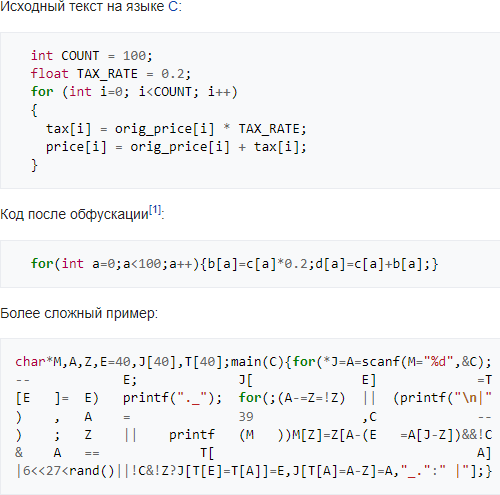 Исходный текст на языке C:
int COUNT = 100;
float TAX_RATE = 0.2;
for (int i=0; i<COUNT; i++)
{
tax[i] = orig_price[i] * TAX_RATE;
price[i] = orig_price[i] + tax[i];
}
Код после обфускации[1]:
for(int a=0;a<100;a++){b[a]=c[a]*0.2;d[a]=c[a]+b[a];}
Более сложный пример:
char*M,A,Z,E=40,J[40],T[40];main(C){for(*J=A=scanf(M="%d",&C);
-- E; J[ E] =T
[E ]= E) printf("._"); for(;(A-=Z=!Z) || (printf("\n|"
) , A = 39 ,C --
) ; Z || printf (M ))M[Z]=Z[A-(E =A[J-Z])&&!C
& A == T[ A]
|6<<27<rand()||!C&!Z?J[T[E]=T[A]]=E,J[T[A]=A-Z]=A,"_.":" |"];}